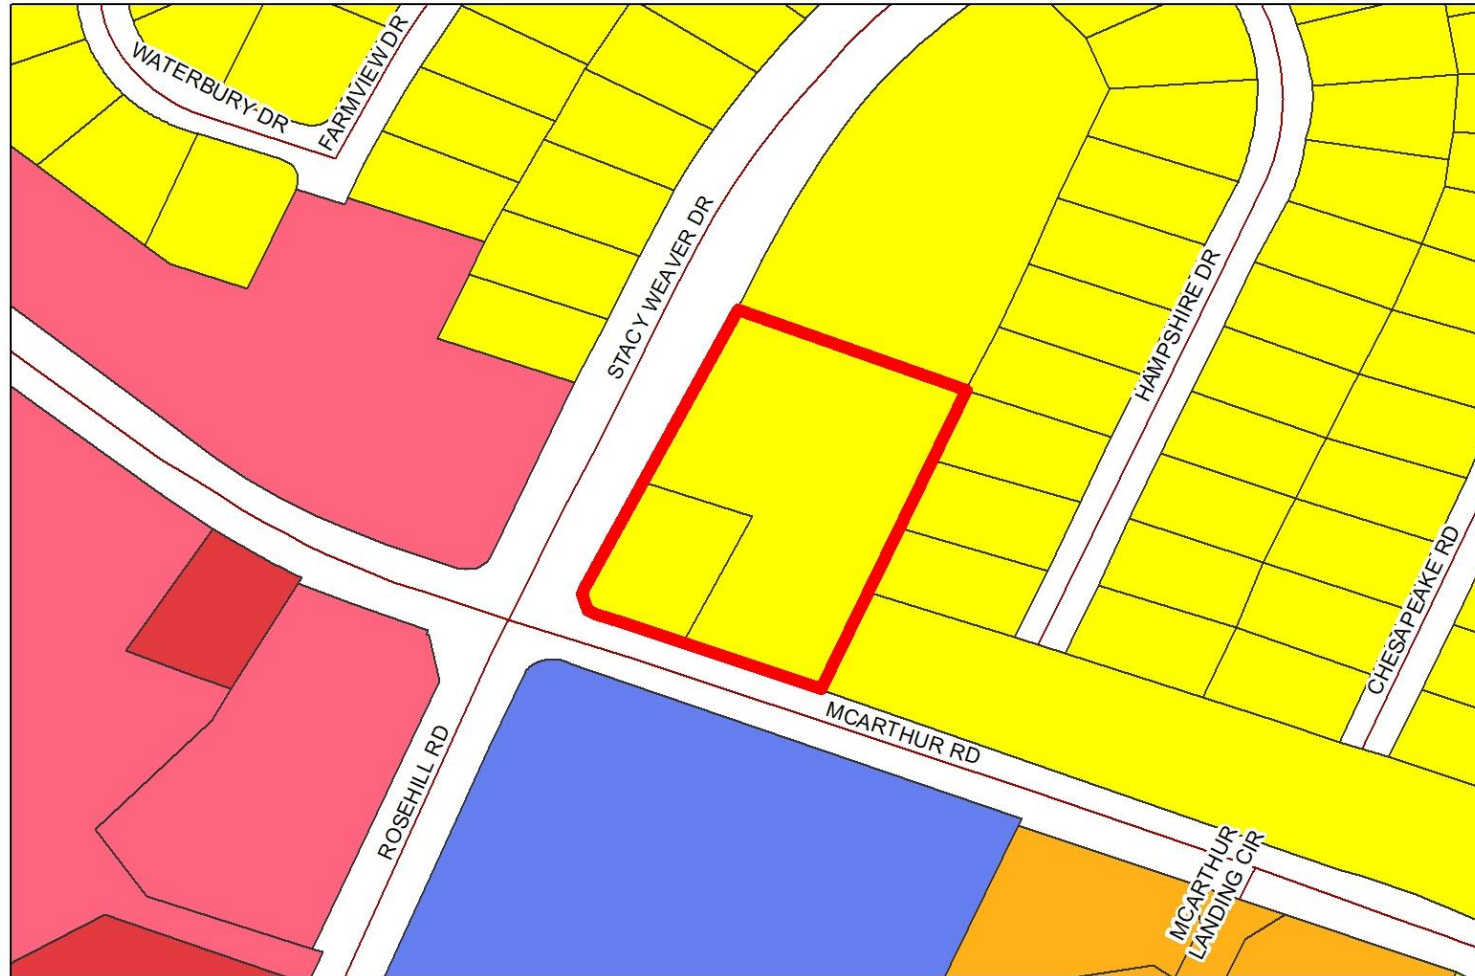 WATERBURY DR
FARMVIEW DR
STACY WEAVER DR
HAMPSHIRE DR
CHESAPEAKE RD
MCARTHUR RD
ROSEHILL RD
MCARTHUR
LANDING CIR